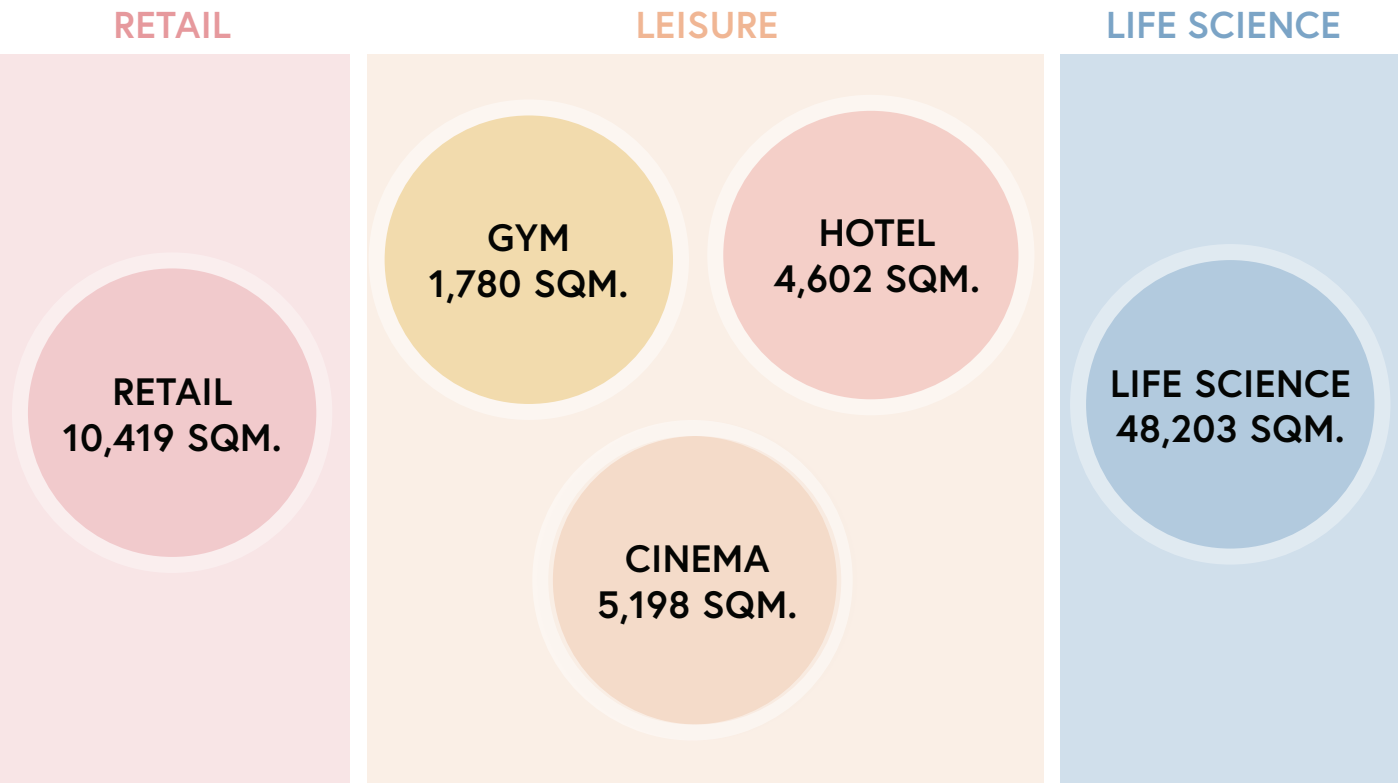 RETAIL
LEISURE
LIFE SCIENCE
RETAIL
10,419 SQM.
GYM
1,780 SQM.
HOTEL
4,602 SQM.
CINEMA
5,198 SQM.
LIFE SCIENCE
48,203 SQM.